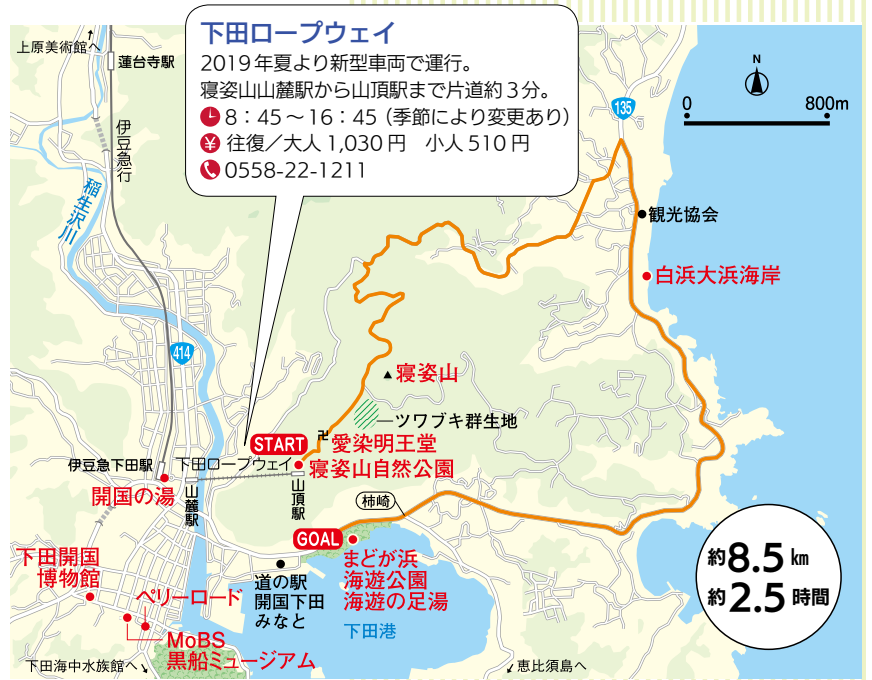 下田ロープウェイ
2019年夏より新型車両で運行。
寝姿山山麓駅から山頂駅まで片道約3分。
8：45～16：45（季節により変更あり）
¥ 往復／大人1,030円　小人510円
0558-22-1211
上原美術館へ
蓮台寺駅
伊豆急行
稲生沢川
414
135
N
0 800m
観光協会
白浜大浜海岸
寝姿山
ツワブキ群生地
START
卍
愛染明王堂
下田ロープウェイ
寝姿山自然公園
伊豆急下田駅
開国の湯
山麓駅
山頂駅
柿崎
GOAL
まどが浜
海遊公園
海遊の足湯
道の駅
開国下田
みなと
下田港
下田開国
博物館
ペリーロード
MoBS
黒船ミュージアム
下田海中水族館へ
恵比須島へ
約8.5km
約2.5時間